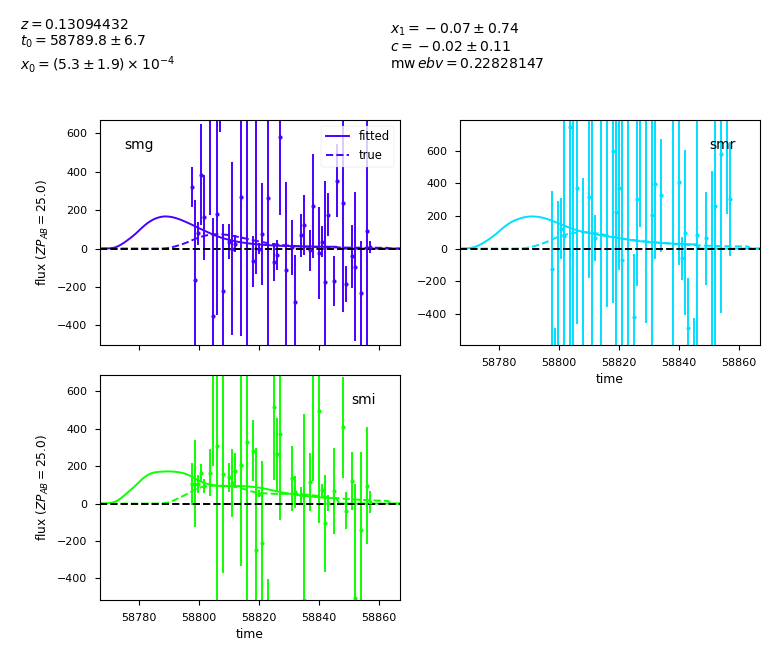 z = 0.13094432
t₀ = 58789.8 ± 6.7
x₀ = (5.3 ± 1.9) × 10⁻⁴
x₁ = −0.07 ± 0.74
c = −0.02 ± 0.11
mw ebv = 0.22828147
smg
fitted
true
600
400
200
0
−200
−400
flux (ZP_AB = 25.0)
smr
600
400
200
0
−200
−400
58780 58800 58820 58840 58860
time
smi
600
400
200
0
−200
−400
flux (ZP_AB = 25.0)
58780 58800 58820 58840 58860
time